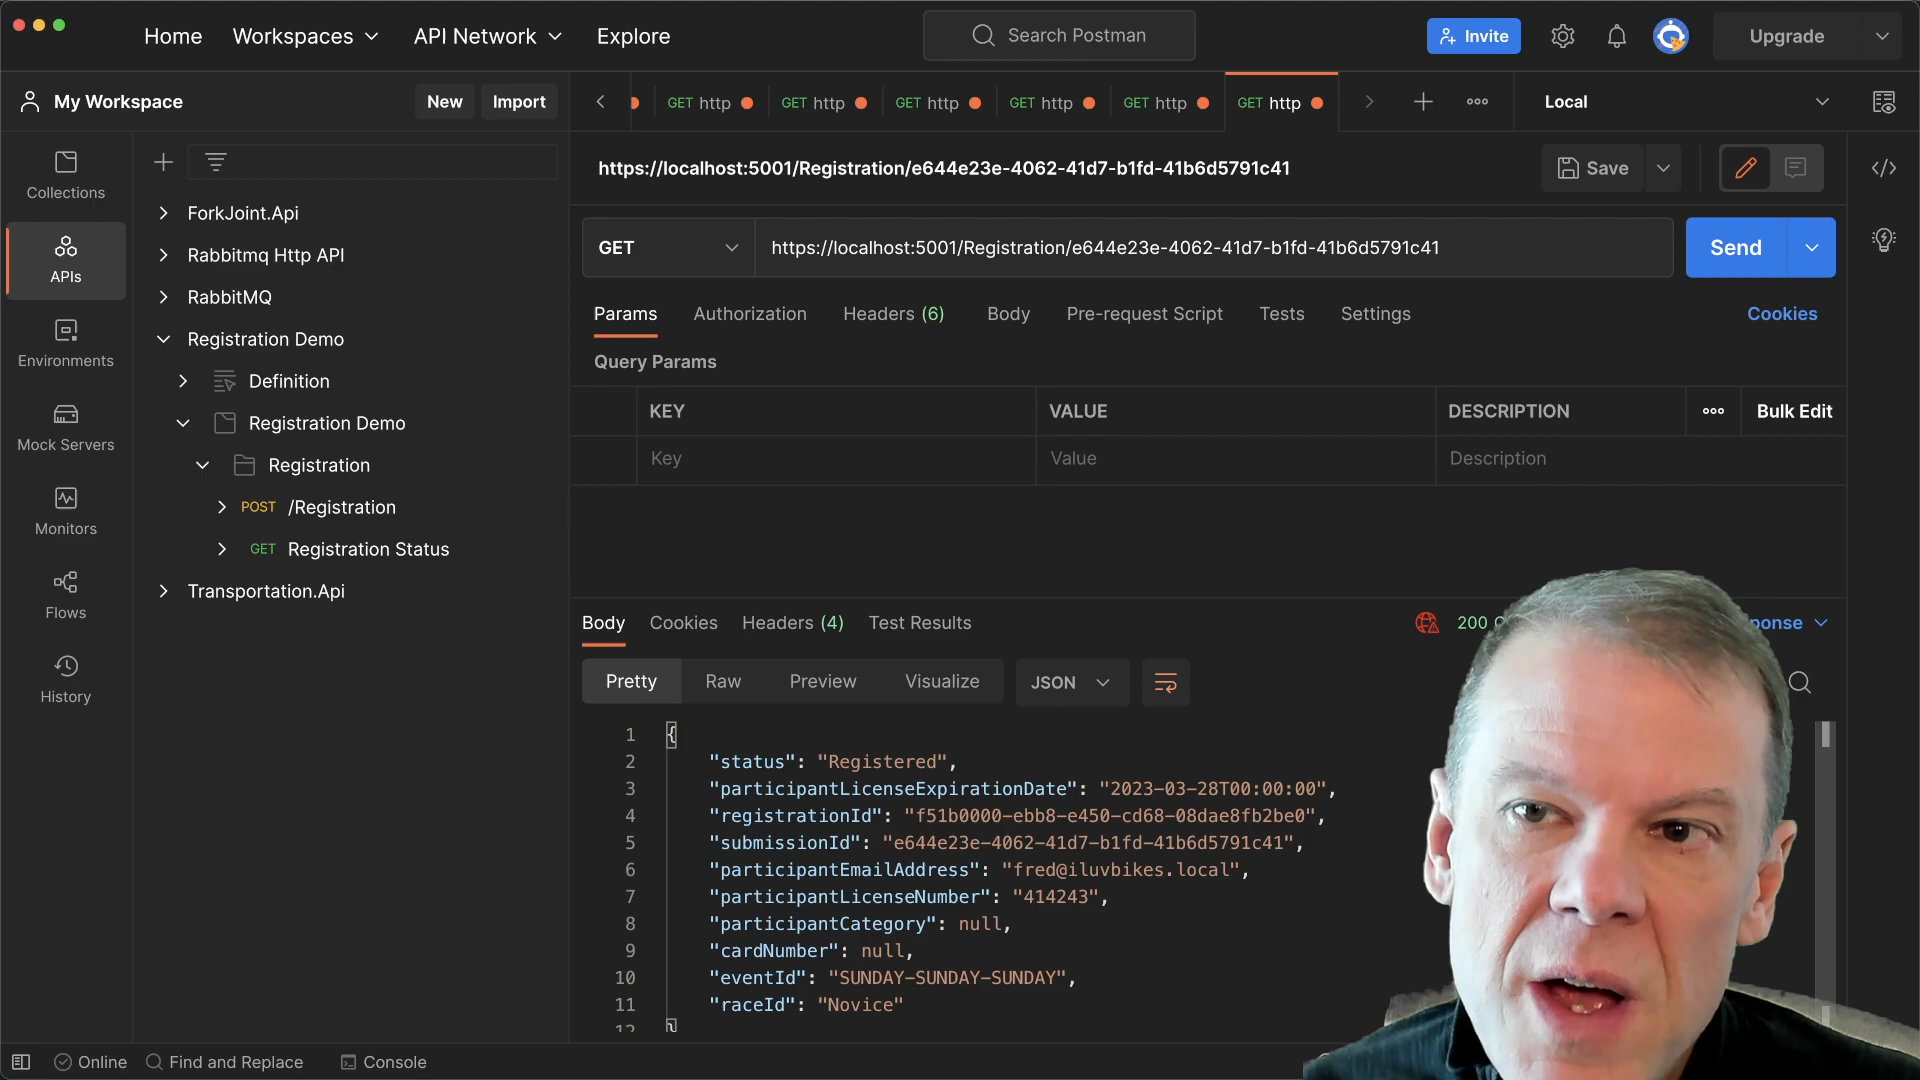 Home Workspaces API Network Explore Search Postman Invite Upgrade
My Workspace New Import GET http GET http GET http GET http GET http GET http ooo Local
https://localhost:5001/Registration/e644e23e-4062-41d7-b1fd-41b6d5791c41 Save
GET https://localhost:5001/Registration/e644e23e-4062-41d7-b1fd-41b6d5791c41 Send
Collections
APIs
Environments
Mock Servers
Monitors
Flows
History
ForkJoint.Api
Rabbitmq Http API
RabbitMQ
Registration Demo
Definition
Registration Demo
Registration
POST /Registration
GET Registration Status
Transportation.Api
Params Authorization Headers (6) Body Pre-request Script Tests Settings Cookies
Query Params
KEY VALUE DESCRIPTION ooo Bulk Edit
Key Value Description
Body Cookies Headers (4) Test Results 200
Pretty Raw Preview Visualize JSON
1 {
2 "status": "Registered",
3 "participantLicenseExpirationDate": "2023-03-28T00:00:00",
4 "registrationId": "f51b0000-ebb8-e450-cd68-08dae8fb2be0",
5 "submissionId": "e644e23e-4062-41d7-b1fd-41b6d5791c41",
6 "participantEmailAddress": "fred@iluvbikes.local",
7 "participantLicenseNumber": "414243",
8 "participantCategory": null,
9 "cardNumber": null,
10 "eventId": "SUNDAY-SUNDAY-SUNDAY",
11 "raceId": "Novice"
12 }
Online Find and Replace Console